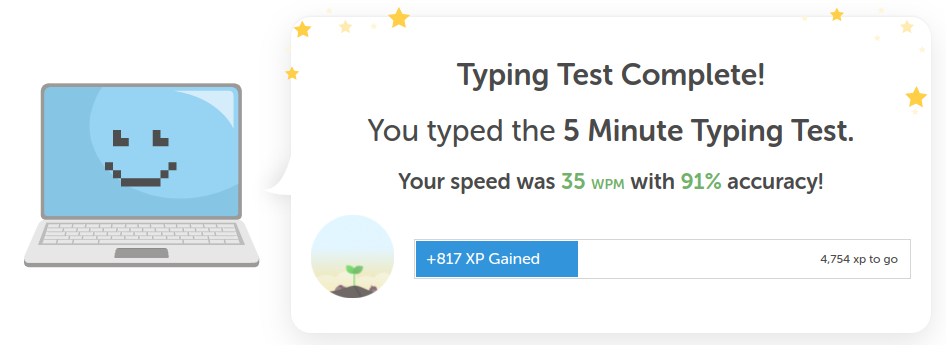 Typing Test Complete!
You typed the 5 Minute Typing Test.
Your speed was 35 WPM with 91% accuracy!
+817 XP Gained
4,754 xp to go